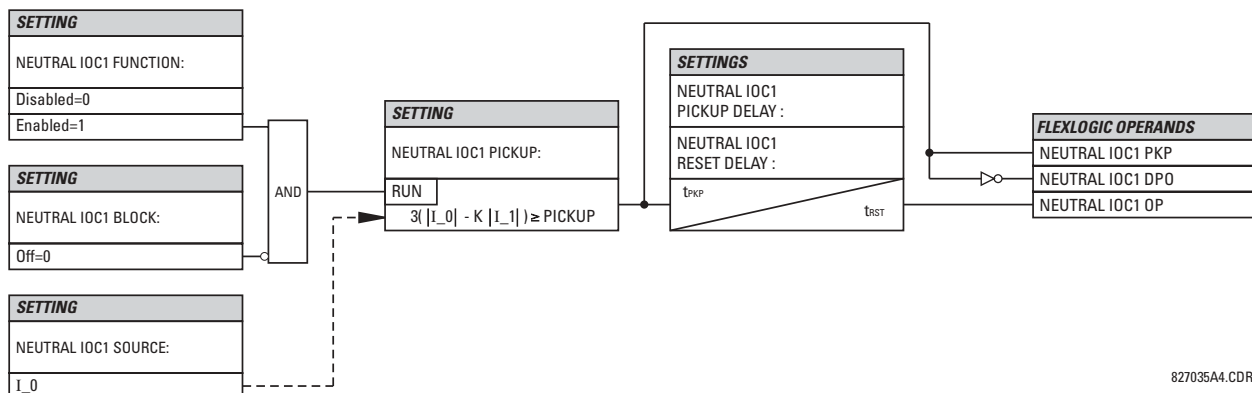 SETTING
NEUTRAL IOC1 FUNCTION:
Disabled=0
Enabled=1
SETTING
NEUTRAL IOC1 BLOCK:
Off=0
SETTING
NEUTRAL IOC1 SOURCE:
I_0
AND
SETTING
NEUTRAL IOC1 PICKUP:
RUN
3( |I_0| - K |I_1| ) ≥ PICKUP
SETTINGS
NEUTRAL IOC1
PICKUP DELAY :
NEUTRAL IOC1
RESET DELAY :
tPKP
tRST
FLEXLOGIC OPERANDS
NEUTRAL IOC1 PKP
NEUTRAL IOC1 DPO
NEUTRAL IOC1 OP
827035A4.CDR